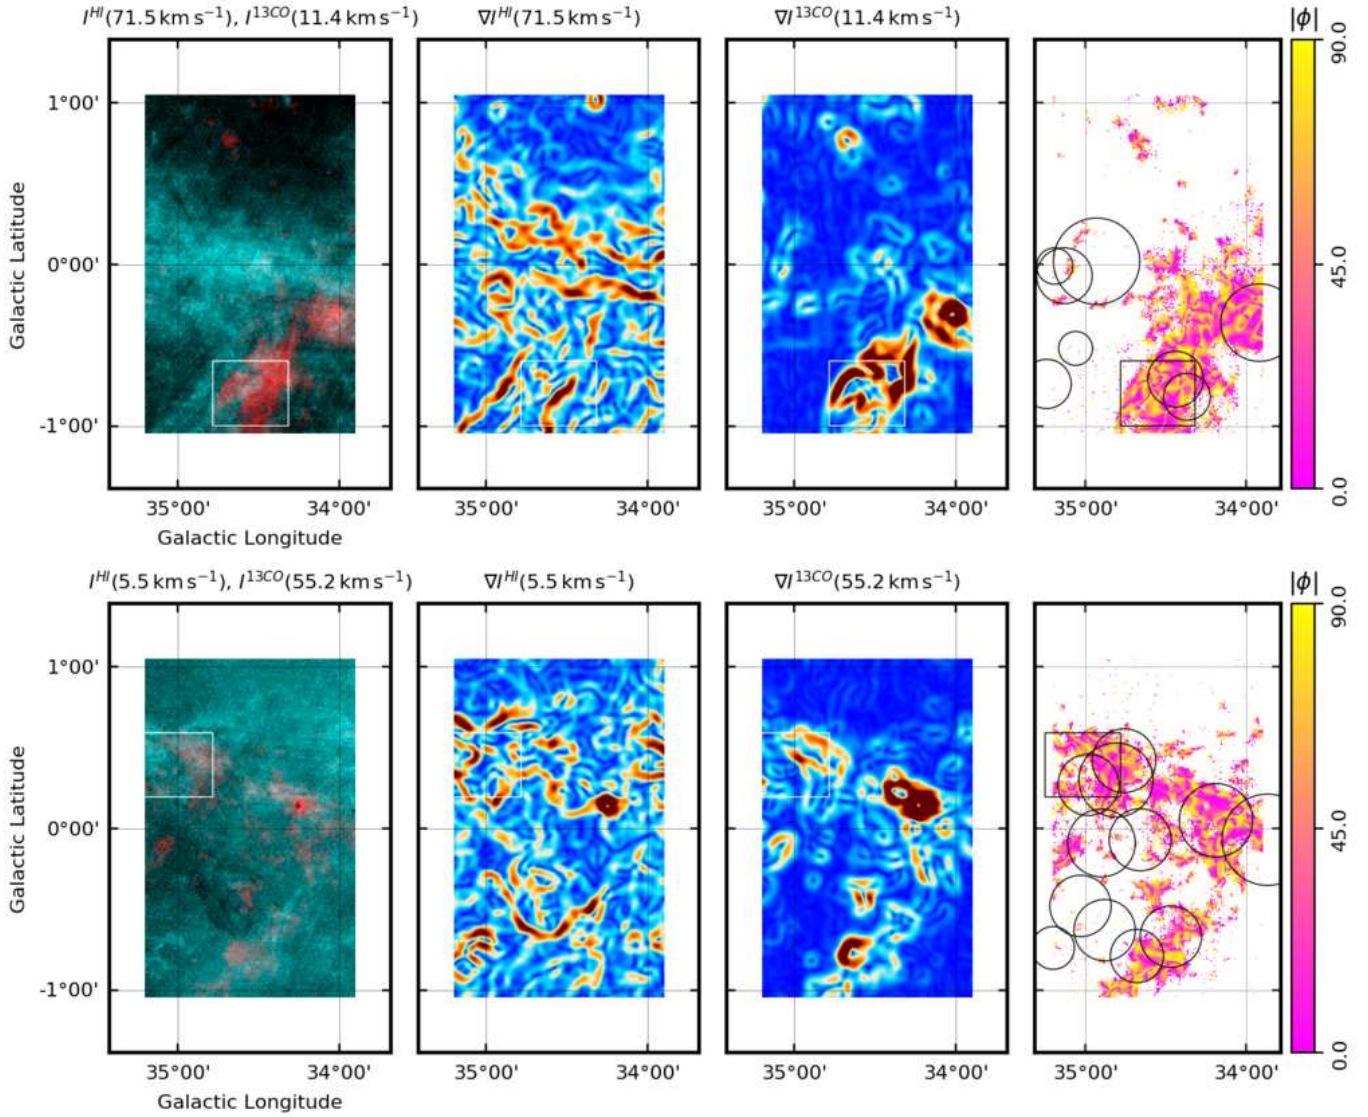 I^{HI}(71.5 km s^{-1}), I^{13CO}(11.4 km s^{-1})
∇I^{HI}(71.5 km s^{-1})
∇I^{13CO}(11.4 km s^{-1})
|ϕ|
Galactic Latitude
1°00'
0°00'
-1°00'
90.0
45.0
0.0
35°00' 34°00' 35°00' 34°00' 35°00' 34°00' 35°00' 34°00'
Galactic Longitude
I^{HI}(5.5 km s^{-1}), I^{13CO}(55.2 km s^{-1})
∇I^{HI}(5.5 km s^{-1})
∇I^{13CO}(55.2 km s^{-1})
|ϕ|
Galactic Latitude
1°00'
0°00'
-1°00'
90.0
45.0
0.0
35°00' 34°00' 35°00' 34°00' 35°00' 34°00' 35°00' 34°00'
Galactic Longitude